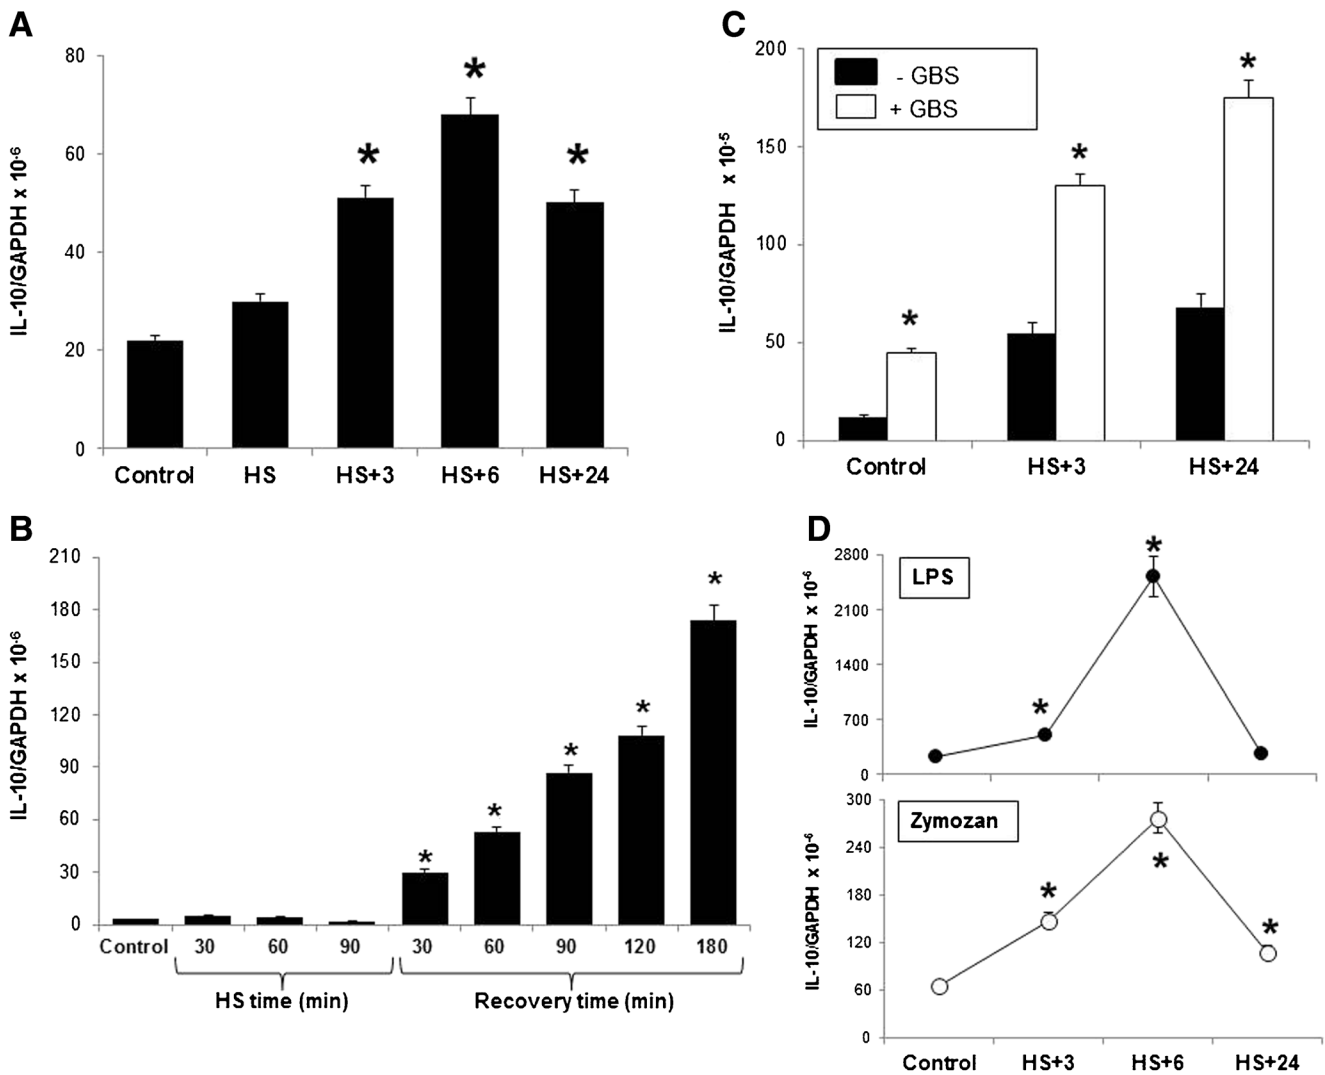 A
IL-10/GAPDH x 10-6
80
60
40
20
0
*
*
*
Control HS HS+3 HS+6 HS+24
B
IL-10/GAPDH x 10-6
210
180
150
120
90
60
30
0
*
*
*
*
*
Control 30 60 90 30 60 90 120 180
HS time (min) Recovery time (min)
C
IL-10/GAPDH x 10-5
200
150
100
50
0
- GBS
+ GBS
*
*
*
Control HS+3 HS+24
D
IL-10/GAPDH x 10-6
2800
2100
1400
700
0
LPS
*
*
IL-10/GAPDH x 10-6
300
240
180
120
60
0
Zymozan
*
*
*
Control HS+3 HS+6 HS+24